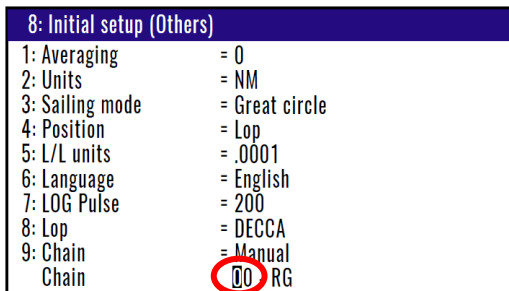 8: Initial setup (Others)
1: Averaging = 0
2: Units = NM
3: Sailing mode = Great circle
4: Position = Lop
5: L/L units = .0001
6: Language = English
7: LOG Pulse = 200
8: Lop = DECCA
9: Chain = Manual
Chain 00 - RG